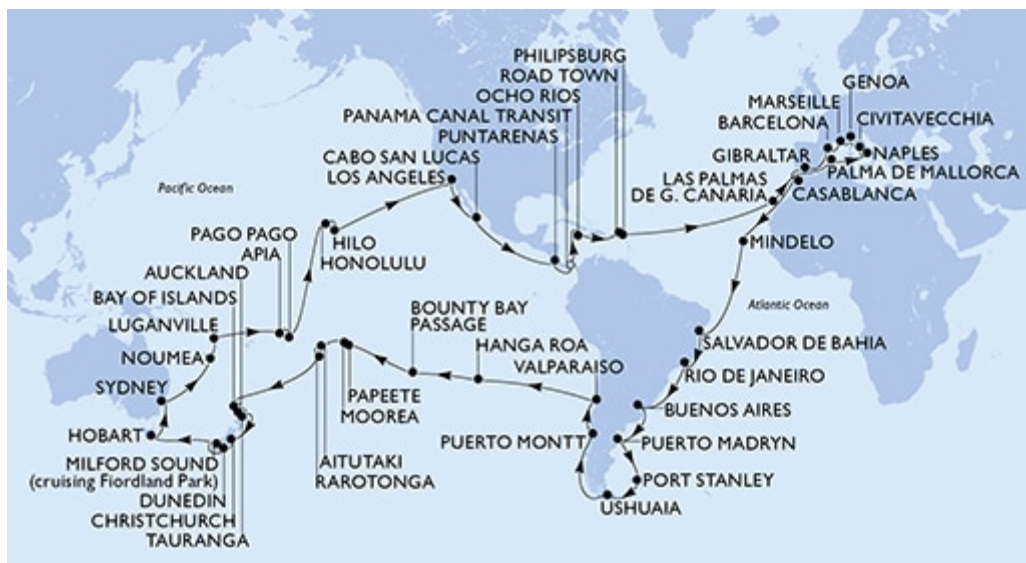 PHILIPSBURG
ROAD TOWN
OCHO RIOS
PANAMA CANAL TRANSIT
PUNTARENAS
CABO SAN LUCAS
LOS ANGELES
GENOA
MARSEILLE
BARCELONA
CIVITAVECCHIA
GIBRALTAR
NAPLES
PALMA DE MALLORCA
LAS PALMAS
DE G. CANARIA
CASABLANCA
Pacific Ocean
PAGO PAGO
APIA
HILO
HONOLULU
MINDELO
AUCKLAND
BAY OF ISLANDS
LUGANVILLE
NOUMEA
SYDNEY
HOBART
MILFORD SOUND
(cruising Fiordland Park)
DUNEDIN
CHRISTCHURCH
TAURANGA
BOUNTY BAY
PASSAGE
HANGA ROA
VALPARAISO
PAPEETE
MOOREA
AITUTAKI
RAROTONGA
PUERTO MONTT
Atlantic Ocean
SALVADOR DE BAHIA
RIO DE JANEIRO
BUENOS AIRES
PUERTO MADRYN
PORT STANLEY
USHUAIA